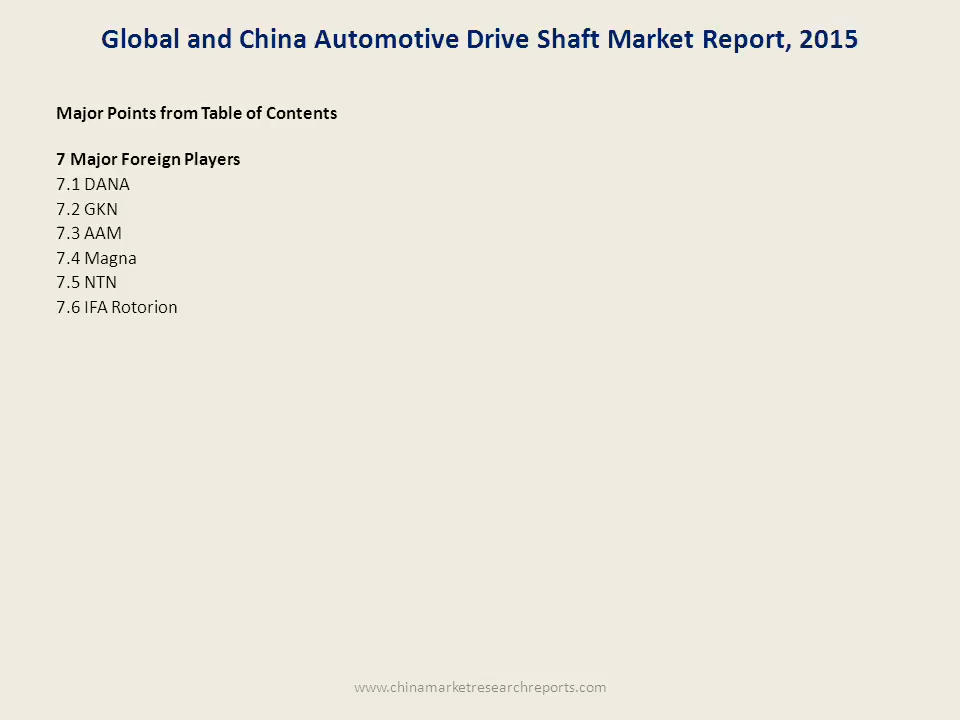 Global and China Automotive Drive Shaft Market Report, 2015
Major Points from Table of Contents
7 Major Foreign Players
7.1 DANA
7.2 GKN
7.3 AAM
7.4 Magna
7.5 NTN
7.6 IFA Rotorion
www.chinamarketresearchreports.com